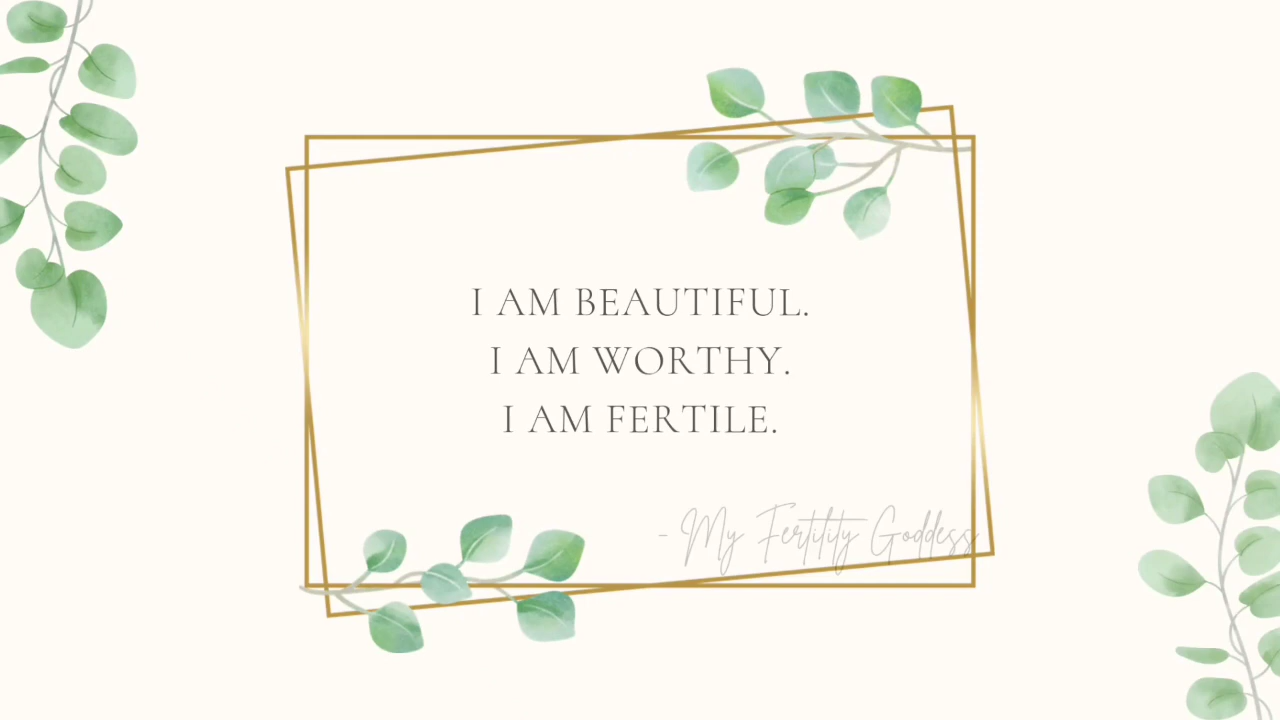 I AM BEAUTIFUL.
I AM WORTHY.
I AM FERTILE.
- My Fertility Goddess